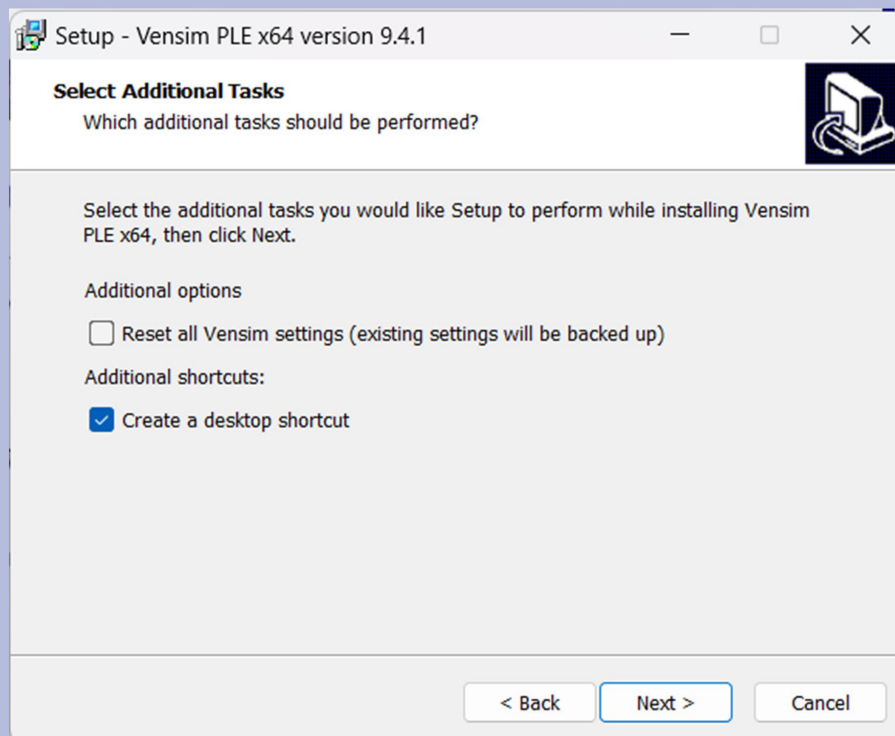 Setup - Vensim PLE x64 version 9.4.1
Select Additional Tasks
Which additional tasks should be performed?
Select the additional tasks you would like Setup to perform while installing Vensim
PLE x64, then click Next.
Additional options
Reset all Vensim settings (existing settings will be backed up)
Additional shortcuts:
Create a desktop shortcut
< Back Next > Cancel